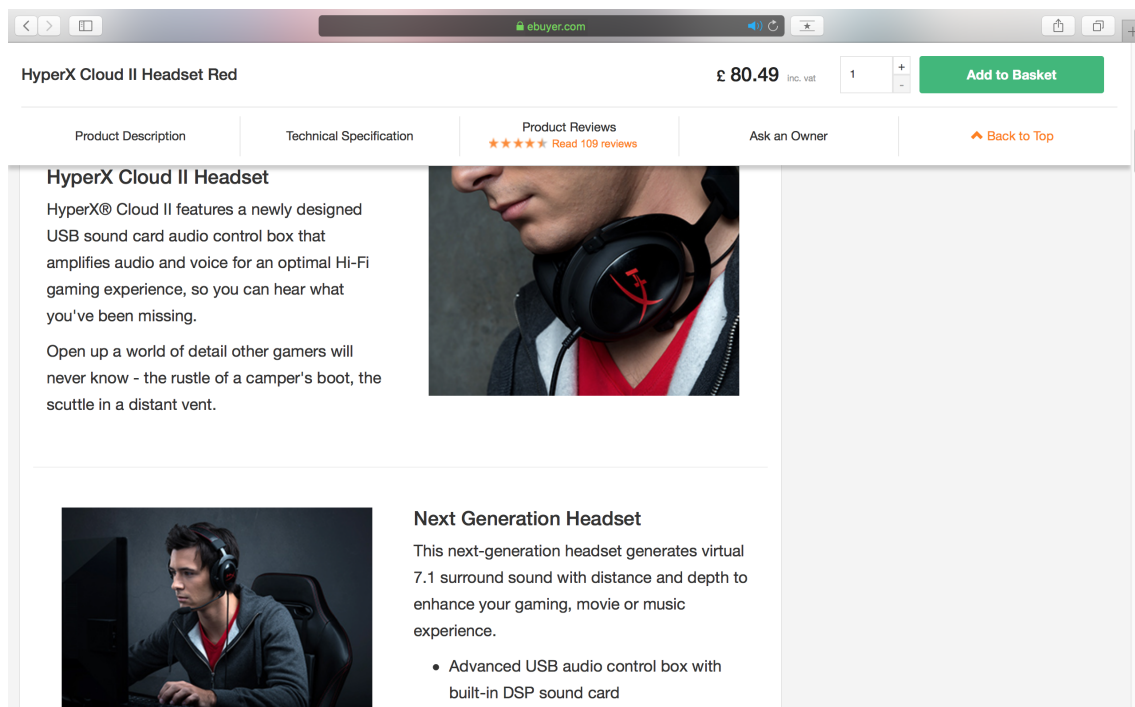 ebuyer.com
HyperX Cloud II Headset Red
£ 80.49 inc. vat
1
+
-
Add to Basket
Product Description
Technical Specification
Product Reviews
Read 109 reviews
Ask an Owner
Back to Top
HyperX Cloud II Headset
HyperX® Cloud II features a newly designed
USB sound card audio control box that
amplifies audio and voice for an optimal Hi-Fi
gaming experience, so you can hear what
you've been missing.
Open up a world of detail other gamers will
never know - the rustle of a camper's boot, the
scuttle in a distant vent.
Next Generation Headset
This next-generation headset generates virtual
7.1 surround sound with distance and depth to
enhance your gaming, movie or music
experience.
• Advanced USB audio control box with
built-in DSP sound card